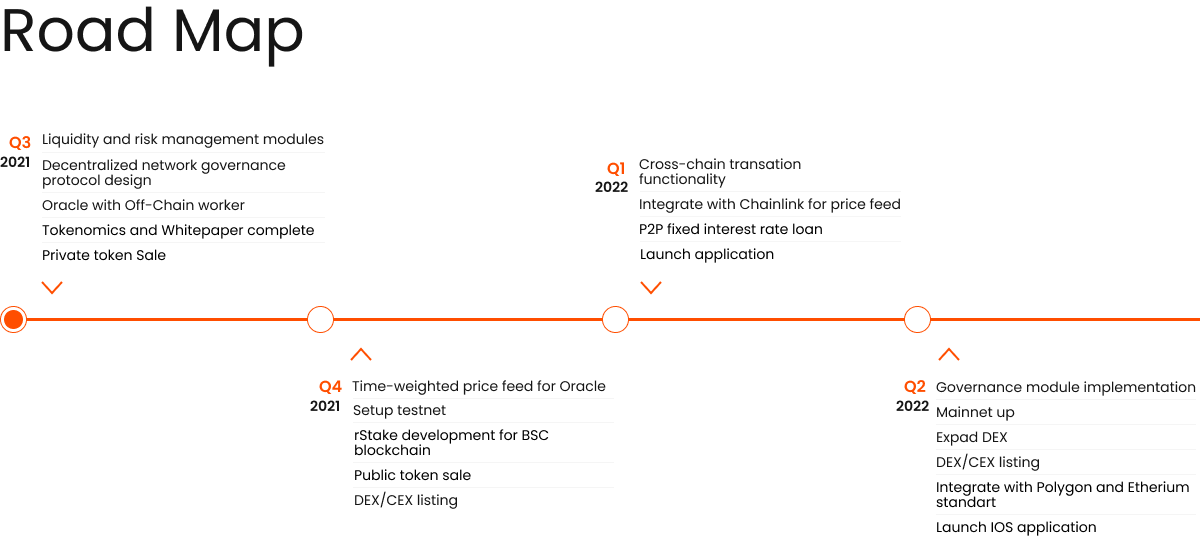 Road Map
Q3
2021
Liquidity and risk management modules
Decentralized network governance
protocol design
Oracle with Off-Chain worker
Tokenomics and Whitepaper complete
Private token Sale
Q4
2021
Time-weighted price feed for Oracle
Setup testnet
rStake development for BSC
blockchain
Public token sale
DEX/CEX listing
Q1
2022
Cross-chain transation
functionality
Integrate with Chainlink for price feed
P2P fixed interest rate loan
Launch application
Q2
2022
Governance module implementation
Mainnet up
Expad DEX
DEX/CEX listing
Integrate with Polygon and Etherium
standart
Launch IOS application